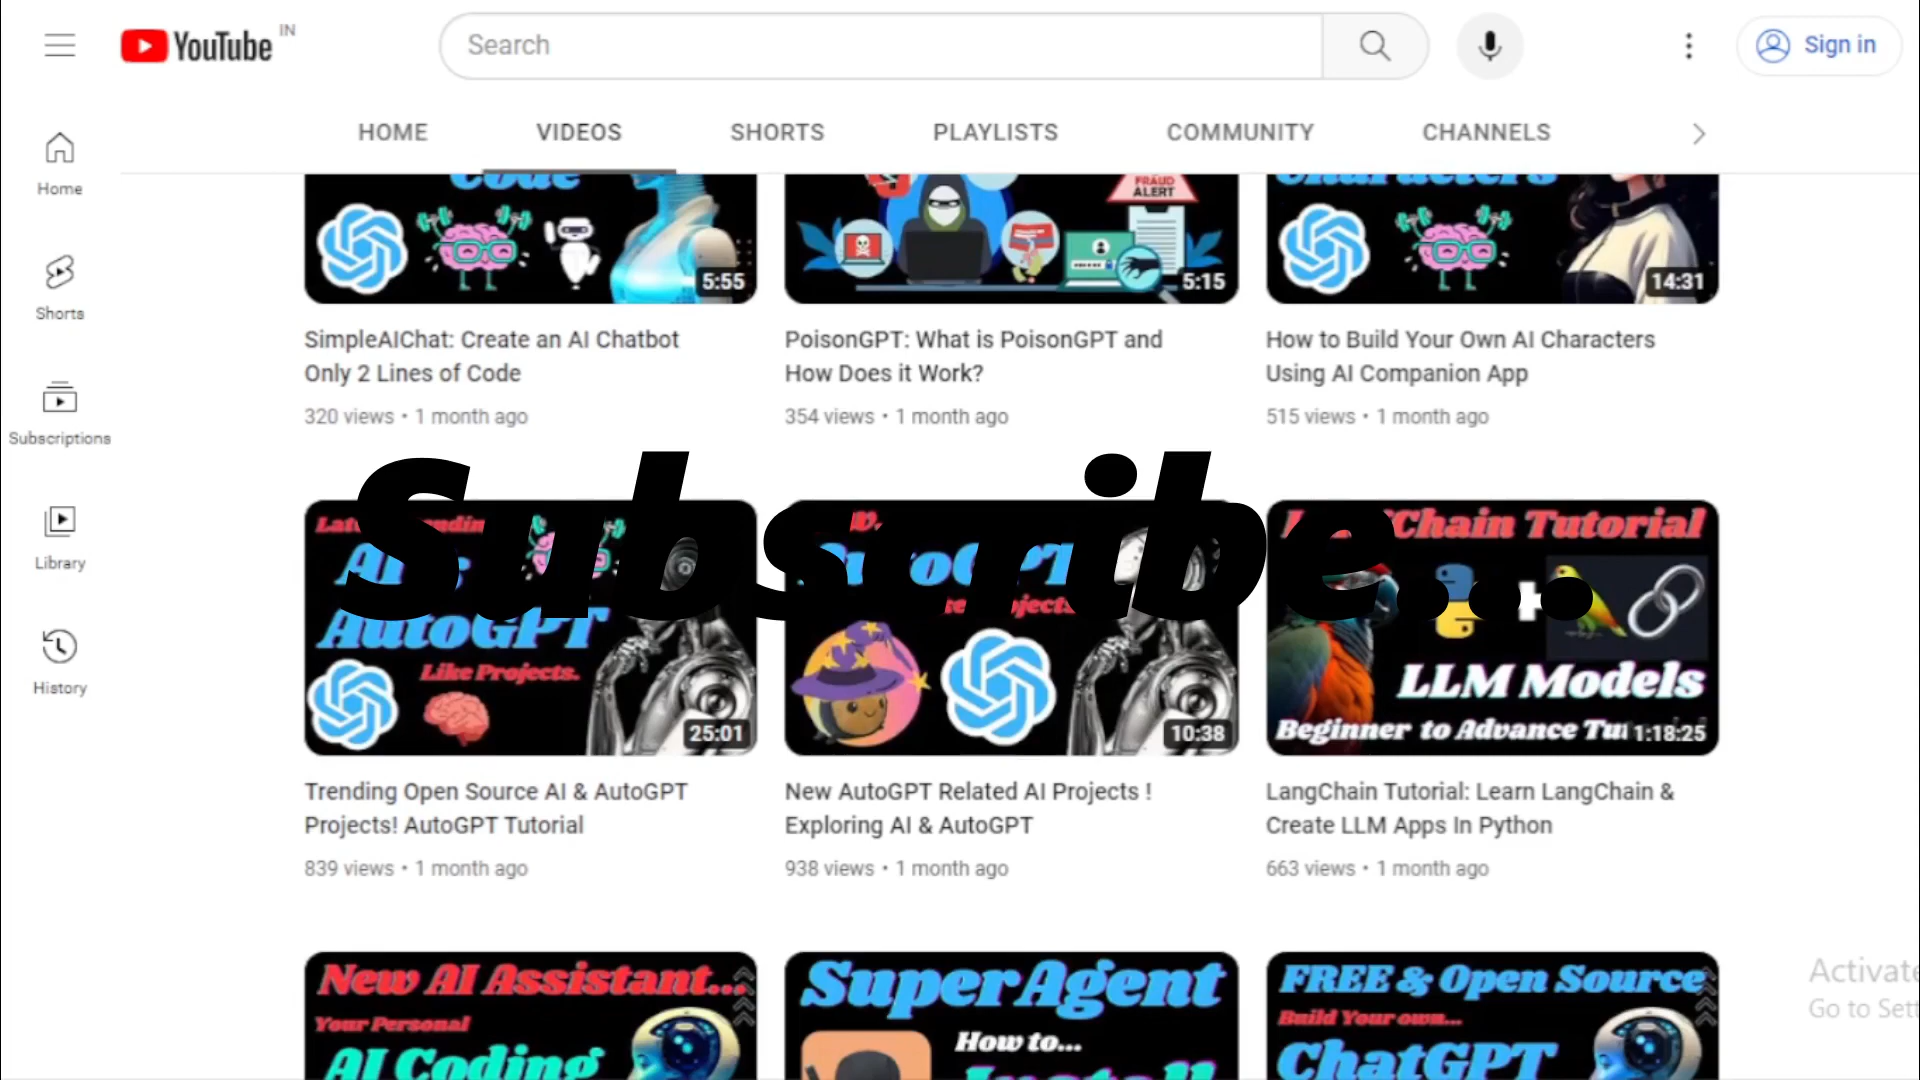 YouTube IN
Search
Sign in
HOME
VIDEOS
SHORTS
PLAYLISTS
COMMUNITY
CHANNELS
Home
Shorts
Subscriptions
Library
History
Code
Characters
FRAUD
ALERT
5:55
5:15
14:31
SimpleAIChat: Create an AI Chatbot
Only 2 Lines of Code
320 views • 1 month ago
PoisonGPT: What is PoisonGPT and
How Does it Work?
354 views • 1 month ago
How to Build Your Own AI Characters
Using AI Companion App
515 views • 1 month ago
Subscribe...
AutoGPT
Like Projects.
25:01
10:38
Chain Tutorial
LLM Models
Beginner to Advance
1:18:25
Trending Open Source AI & AutoGPT
Projects! AutoGPT Tutorial
839 views • 1 month ago
New AutoGPT Related AI Projects !
Exploring AI & AutoGPT
938 views • 1 month ago
LangChain Tutorial: Learn LangChain &
Create LLM Apps In Python
663 views • 1 month ago
New AI Assistant...
Your Personal
AI Coding
SuperAgent
How to...
Install
FREE & Open Source
Build Your own...
ChatGPT
Activate
Go to Sett